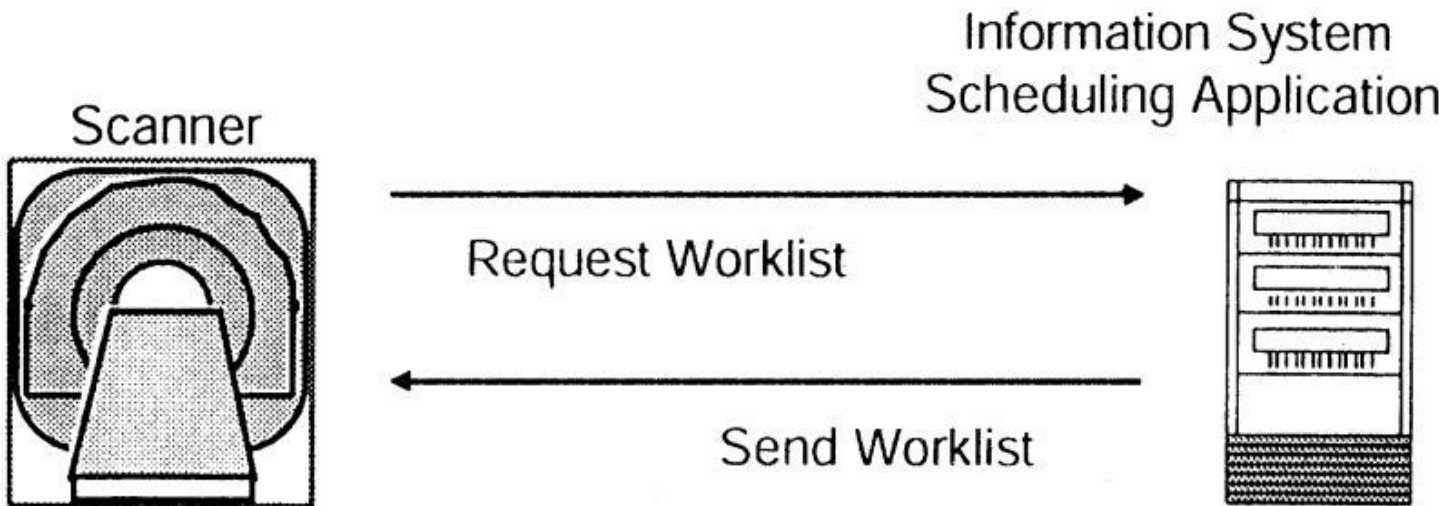 Information System
Scheduling Application
Scanner
Request Worklist
Send Worklist